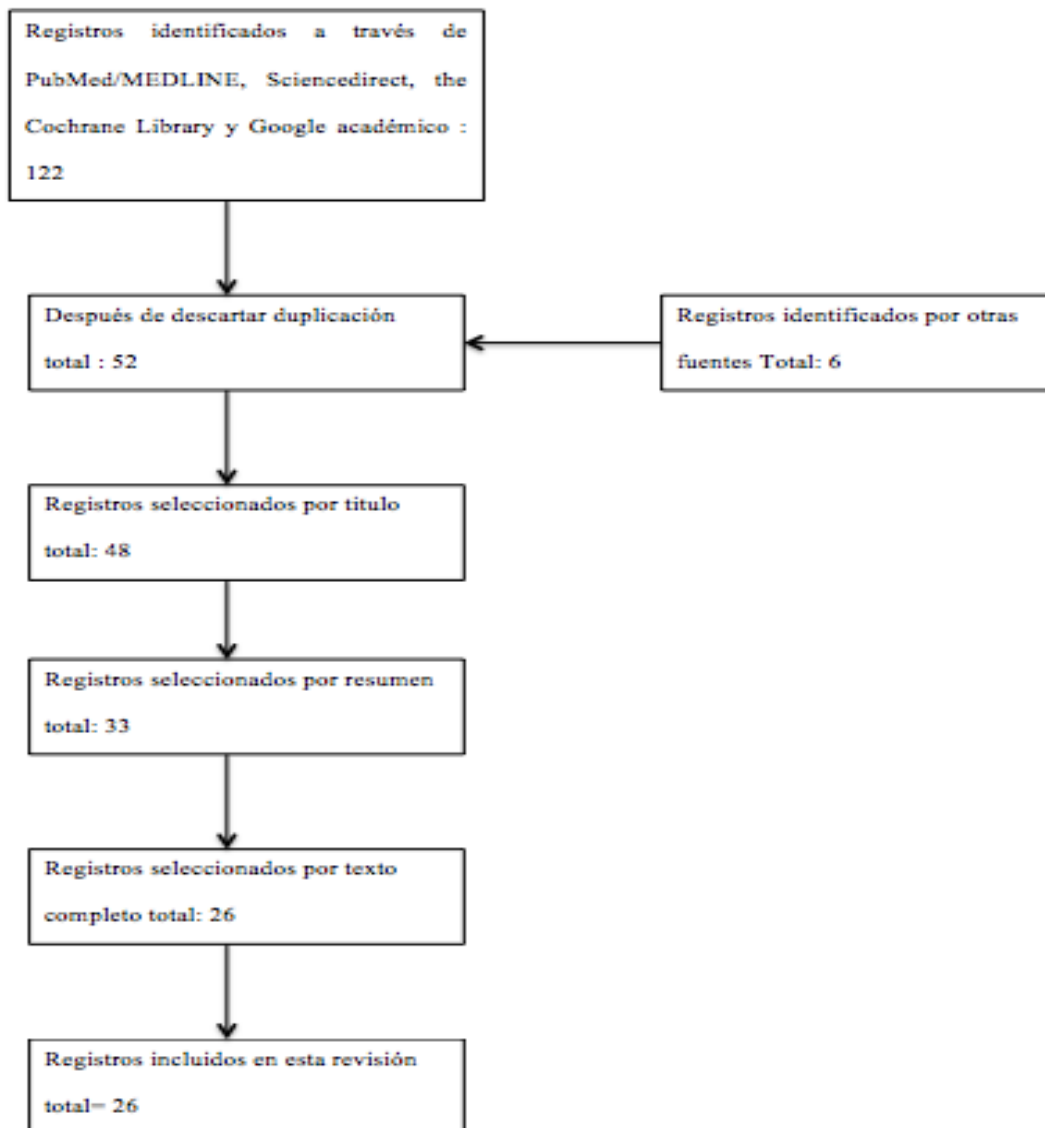 Registros identificados a través de
PubMed/MEDLINE, Sciencedirect, the
Cochrane Library y Google académico :
122
Después de descartar duplicación
total : 52
Registros identificados por otras
fuentes Total: 6
Registros seleccionados por titulo
total: 48
Registros seleccionados por resumen
total: 33
Registros seleccionados por texto
completo total: 26
Registros incluidos en esta revisión
total= 26